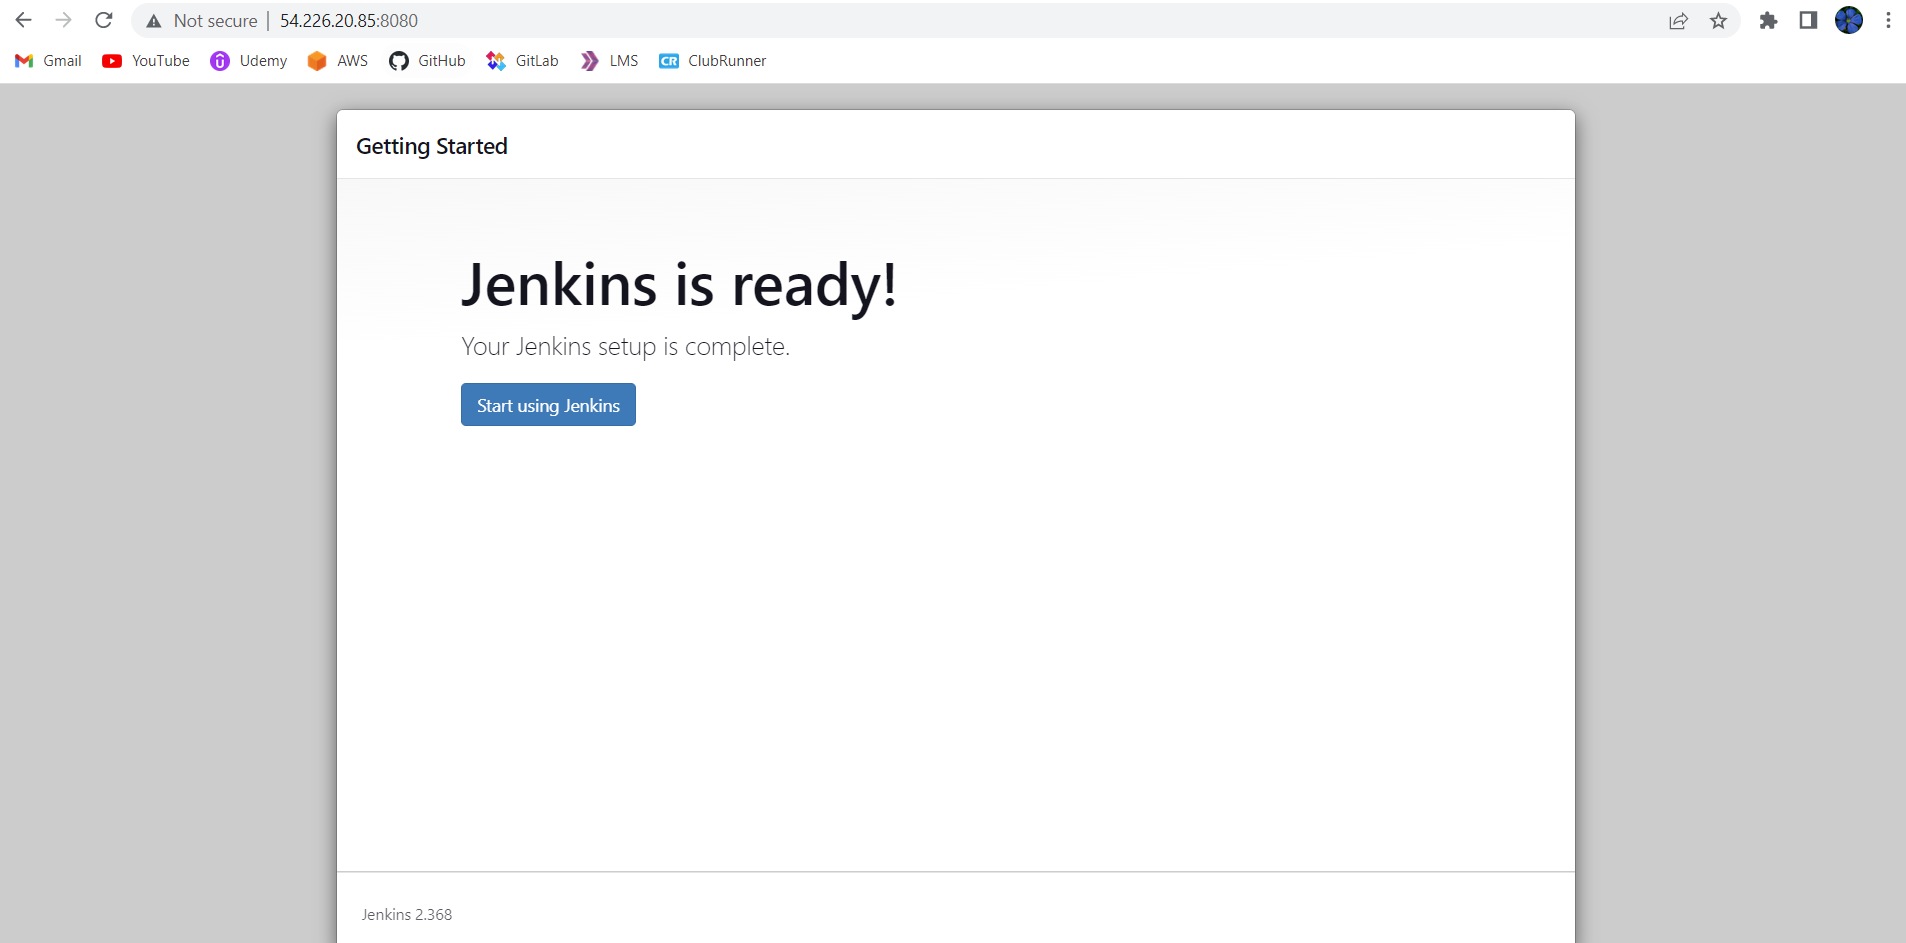 Not secure | 54.226.20.85:8080
Gmail YouTube Udemy AWS GitHub GitLab LMS CR ClubRunner
Getting Started
Jenkins is ready!
Your Jenkins setup is complete.
Start using Jenkins
Jenkins 2.368